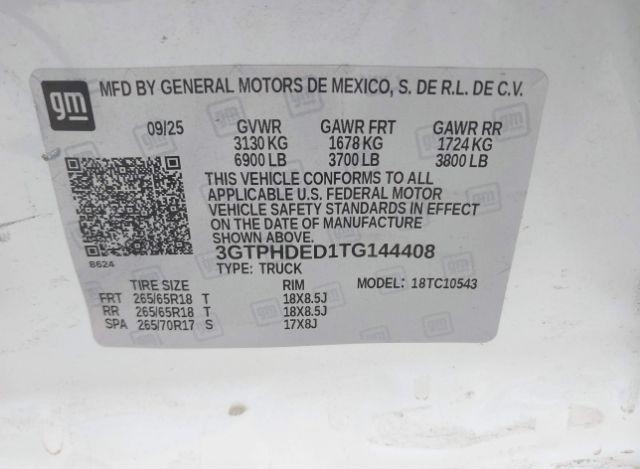 gm MFD BY GENERAL MOTORS DE MEXICO, S. DE R.L. DE C.V.
09/25 GVWR GAWR FRT GAWR RR
3130 KG 1678 KG 1724 KG
6900 LB 3700 LB 3800 LB
THIS VEHICLE CONFORMS TO ALL
APPLICABLE U.S. FEDERAL MOTOR
VEHICLE SAFETY STANDARDS IN EFFECT
ON THE DATE OF MANUFACTURE
SHOWN ABOVE.
3GTPHDED1TG144408
B624 TYPE: TRUCK
TIRE SIZE RIM MODEL: 18TC10543
FRT 265/65R18 T 18X8.5J
RR 265/65R18 T 18X8.5J
SPA 265/70R17 S 17X8J